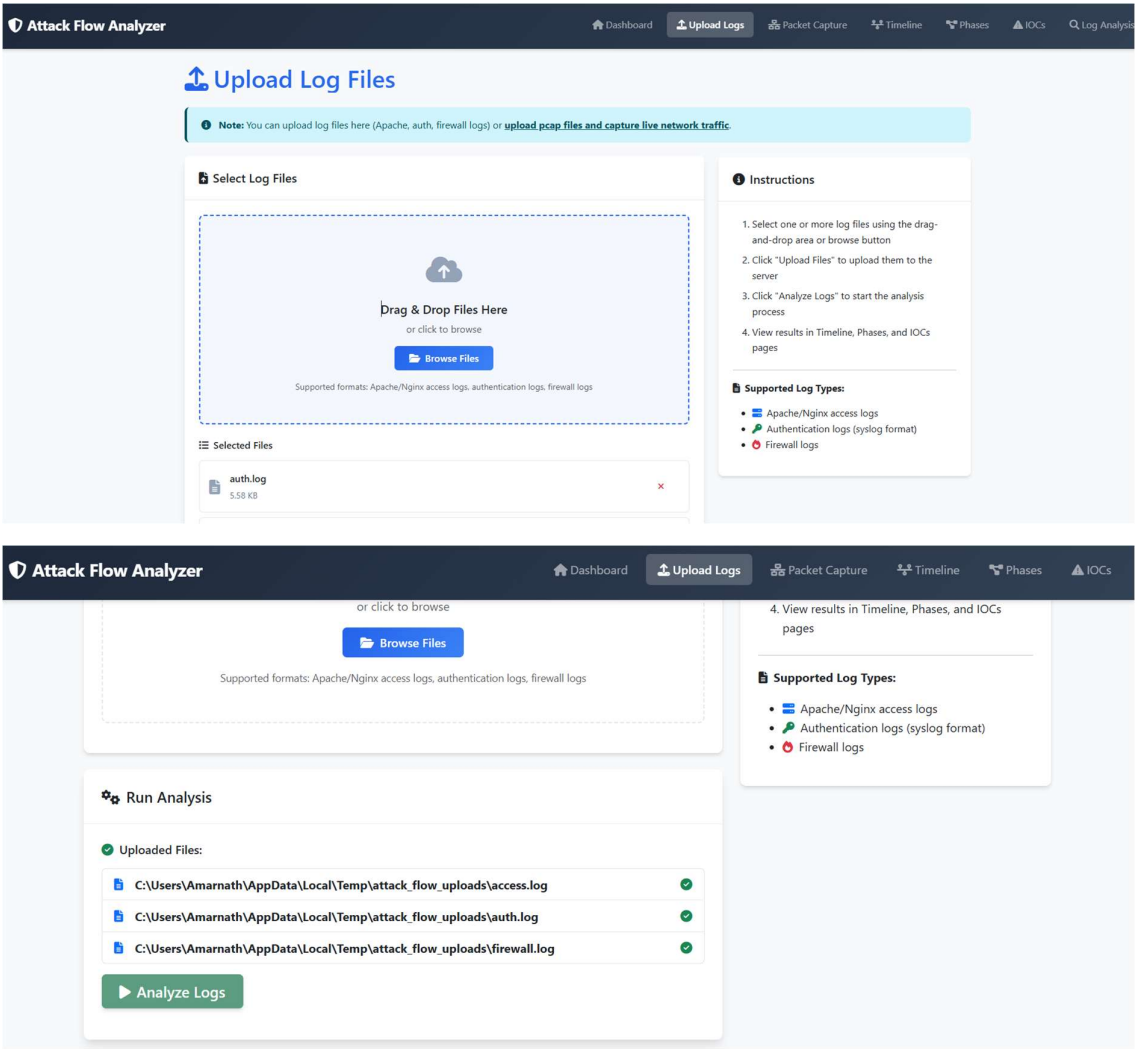 Attack Flow Analyzer
Dashboard
Upload Logs
Packet Capture
Timeline
Phases
IOCs
Log Analysis
Upload Log Files
Note: You can upload log files here (Apache, auth, firewall logs) or upload pcap files and capture live network traffic.
Select Log Files
Drag & Drop Files Here
or click to browse
Browse Files
Supported formats: Apache/Nginx access logs, authentication logs, firewall logs
Selected Files
auth.log
5.58 KB
Instructions
1. Select one or more log files using the drag-
and-drop area or browse button
2. Click "Upload Files" to upload them to the
server
3. Click "Analyze Logs" to start the analysis
process
4. View results in Timeline, Phases, and IOCs
pages
Supported Log Types:
Apache/Nginx access logs
Authentication logs (syslog format)
Firewall logs
Attack Flow Analyzer
Dashboard
Upload Logs
Packet Capture
Timeline
Phases
IOCs
or click to browse
Browse Files
Supported formats: Apache/Nginx access logs, authentication logs, firewall logs
4. View results in Timeline, Phases, and IOCs
pages
Supported Log Types:
Apache/Nginx access logs
Authentication logs (syslog format)
Firewall logs
Run Analysis
Uploaded Files:
C:\Users\Amarnath\AppData\Local\Temp\attack_flow_uploads\access.log
C:\Users\Amarnath\AppData\Local\Temp\attack_flow_uploads\auth.log
C:\Users\Amarnath\AppData\Local\Temp\attack_flow_uploads\firewall.log
Analyze Logs